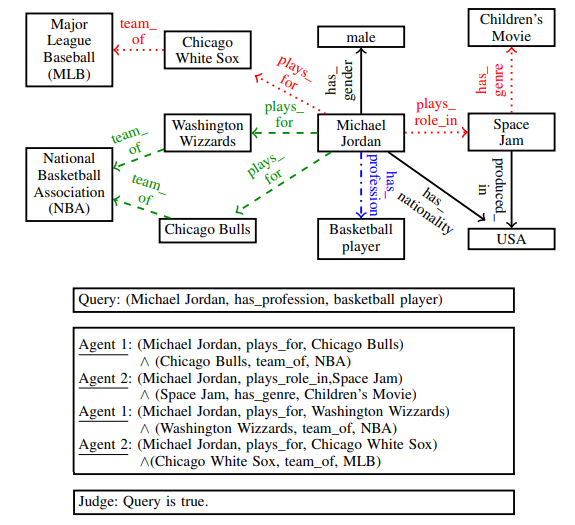 Major
League
Baseball
(MLB)
team_
of
Chicago
White Sox
plays_
for
male
has_
gender
Children's
Movie
has_
genre
National
Basketball
Association
(NBA)
team_
of
team_
of
Washington
Wizzards
plays_
for
plays_
for
Chicago Bulls
Michael
Jordan
plays_
role_in
Space
Jam
has_
profession
Basketball
player
has_
nationality
produced_
in
USA
Query: (Michael Jordan, has_profession, basketball player)
Agent 1: (Michael Jordan, plays_for, Chicago Bulls)
∧ (Chicago Bulls, team_of, NBA)
Agent 2: (Michael Jordan, plays_role_in,Space Jam)
∧ (Space Jam, has_genre, Children's Movie)
Agent 1: (Michael Jordan, plays_for, Washington Wizzards)
∧ (Washington Wizzards, team_of, NBA)
Agent 2: (Michael Jordan, plays_for, Chicago White Sox)
∧(Chicago White Sox, team_of, MLB)
Judge: Query is true.